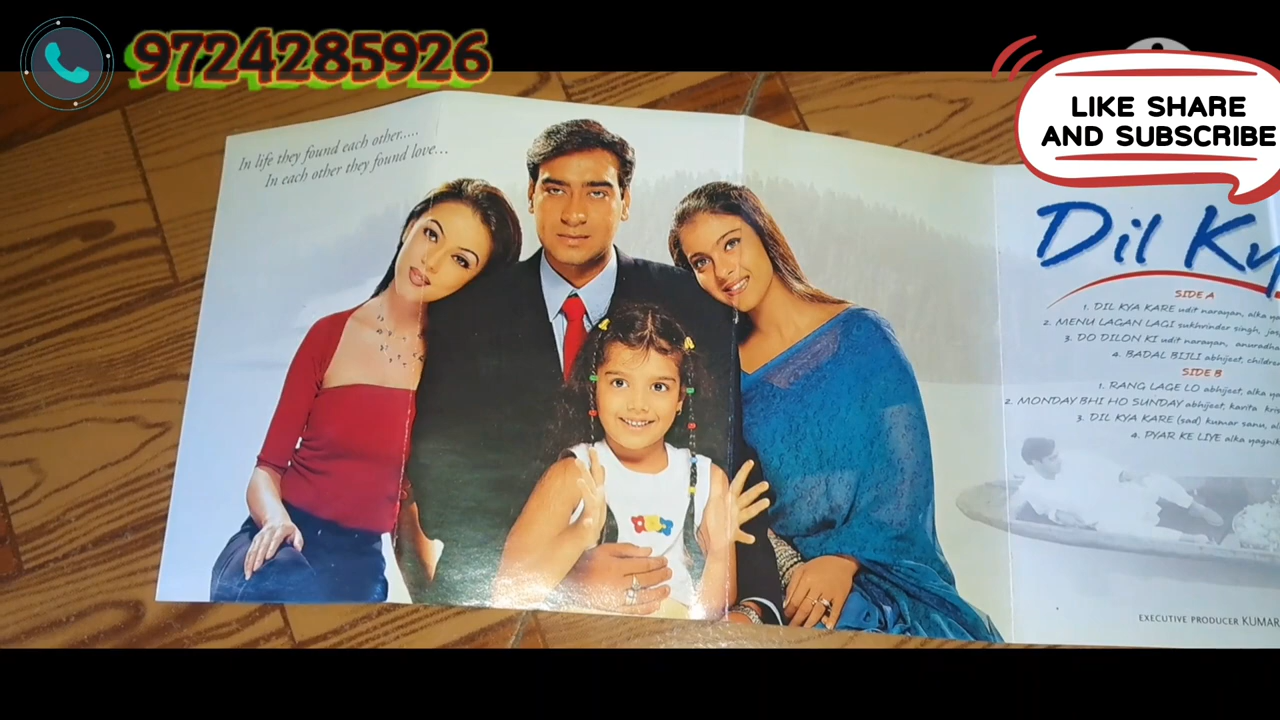 9724285926
LIKE SHARE
AND SUBSCRIBE
In life they found each other.....
In each other they found love...
Dil Ky
SIDE A
1. DIL KYA KARE udit narayan, alka
2. MENU LAGAN LAGI sukhrinder singh,
3. DO DILON KI udit narayan, anuradha
4. BADAL BIJLI abhijeet,
SIDE B
1. RANG LAGE LO abhijeet, alka
2. MONDAY BHI HO SUNDAY abhijeet, kavita
3. DIL KYA KARE (sad) kumar sanu,
4. PYAR KE LIYE alka yagnik
EXECUTIVE PRODUCER KUMAR